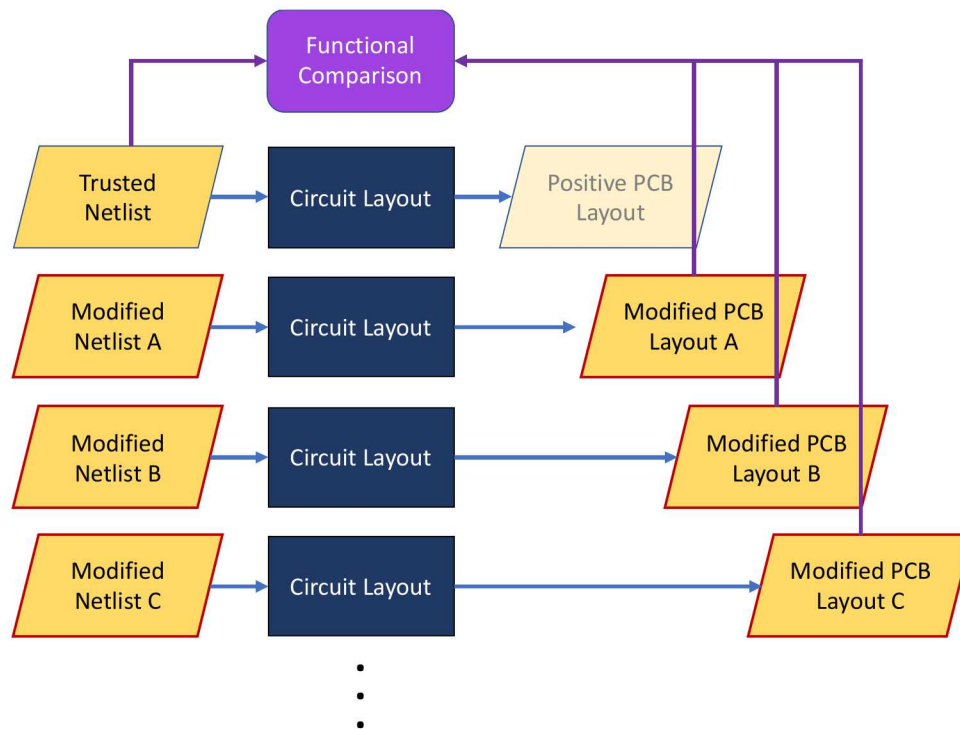 Functional
Comparison
Trusted
Netlist
Circuit Layout
Positive PCB
Layout
Modified
Netlist A
Circuit Layout
Modified PCB
Layout A
Modified
Netlist B
Circuit Layout
Modified PCB
Layout B
Modified
Netlist C
Circuit Layout
Modified PCB
Layout C